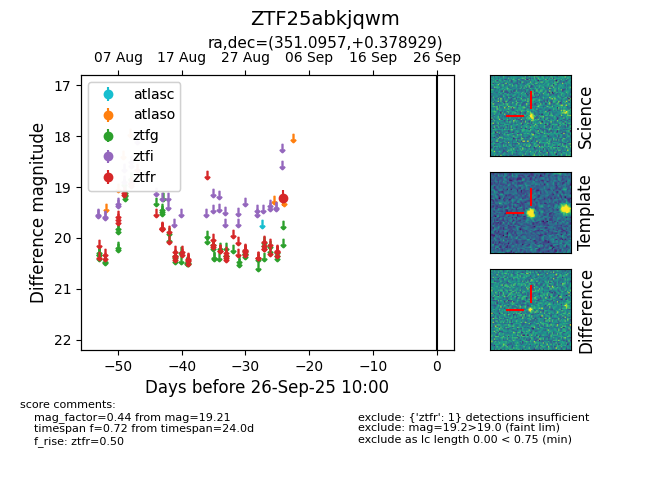 ZTF25abkjqwm
ra,dec=(351.0957,+0.378929)
07 Aug 17 Aug 27 Aug 06 Sep 16 Sep 26 Sep
17
18
19
20
21
22
Difference magnitude
atlasc
atlaso
ztfg
ztfi
ztfr
−50 −40 −30 −20 −10 0
Days before 26-Sep-25 10:00
Science
Template
Difference
score comments:
mag_factor=0.44 from mag=19.21
timespan f=0.72 from timespan=24.0d
f_rise: ztfr=0.50
exclude: {'ztfr': 1} detections insufficient
exclude: mag=19.2>19.0 (faint lim)
exclude as lc length 0.00 < 0.75 (min)